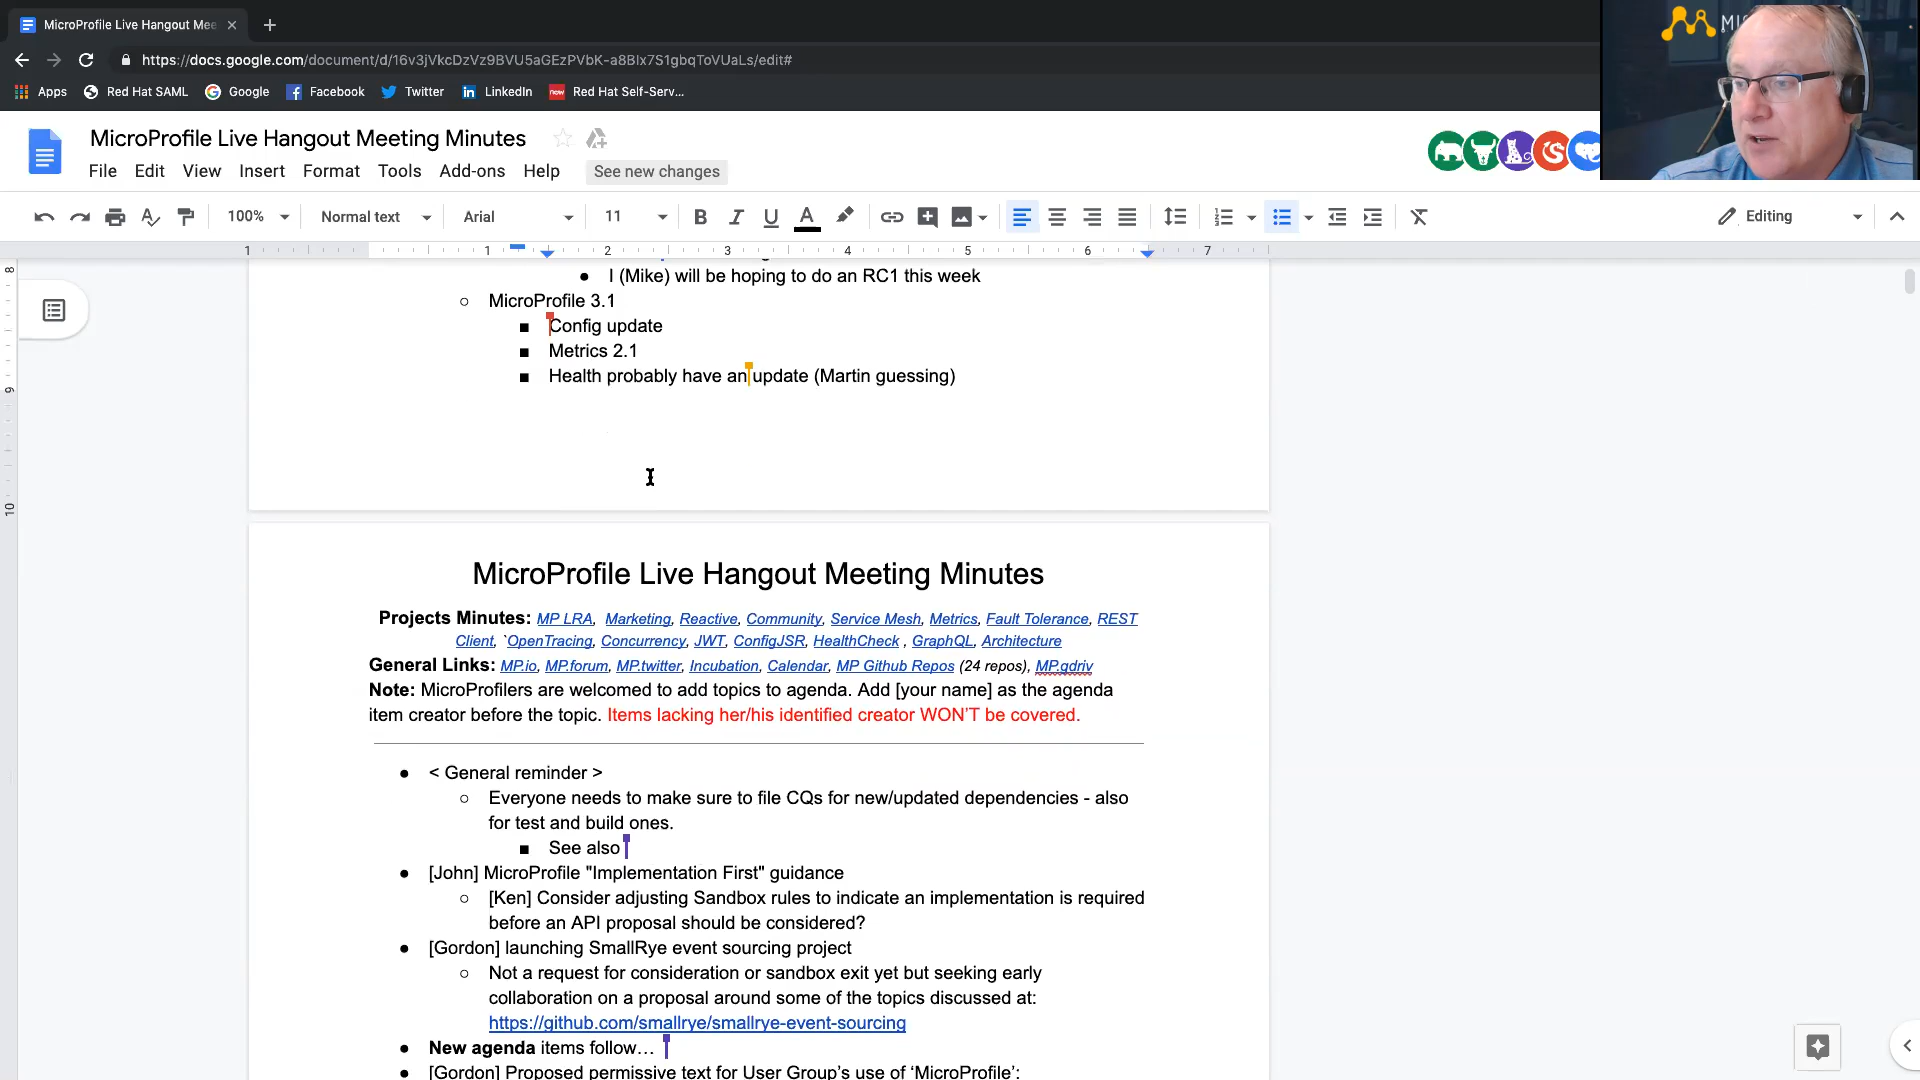 MicroProfile Live Hangout Mee
https://docs.google.com/document/d/16v3jVkcDzVz9BVU5aGEzPVbK-a8BIx7S1gbqToVUaLs/edit#
Apps Red Hat SAML Google Facebook Twitter LinkedIn Red Hat Self-Serv...
MicroProfile Live Hangout Meeting Minutes
File Edit View Insert Format Tools Add-ons Help See new changes
100% Normal text Arial 11 B I U A Editing
1 1 2 3 4 5 6 7
8
9
10
I (Mike) will be hoping to do an RC1 this week
MicroProfile 3.1
Config update
Metrics 2.1
Health probably have an update (Martin guessing)
MicroProfile Live Hangout Meeting Minutes
Projects Minutes: MP LRA, Marketing, Reactive, Community, Service Mesh, Metrics, Fault Tolerance, REST
Client, `OpenTracing, Concurrency, JWT, ConfigJSR, HealthCheck , GraphQL, Architecture
General Links: MP.io, MP.forum, MP.twitter, Incubation, Calendar, MP Github Repos (24 repos), MP.gdriv
Note: MicroProfilers are welcomed to add topics to agenda. Add [your name] as the agenda
item creator before the topic. Items lacking her/his identified creator WON'T be covered.
< General reminder >
Everyone needs to make sure to file CQs for new/updated dependencies - also
for test and build ones.
See also
[John] MicroProfile "Implementation First" guidance
[Ken] Consider adjusting Sandbox rules to indicate an implementation is required
before an API proposal should be considered?
[Gordon] launching SmallRye event sourcing project
Not a request for consideration or sandbox exit yet but seeking early
collaboration on a proposal around some of the topics discussed at:
https://github.com/smallrye/smallrye-event-sourcing
New agenda items follow…
[Gordon] Proposed permissive text for User Group's use of 'MicroProfile':